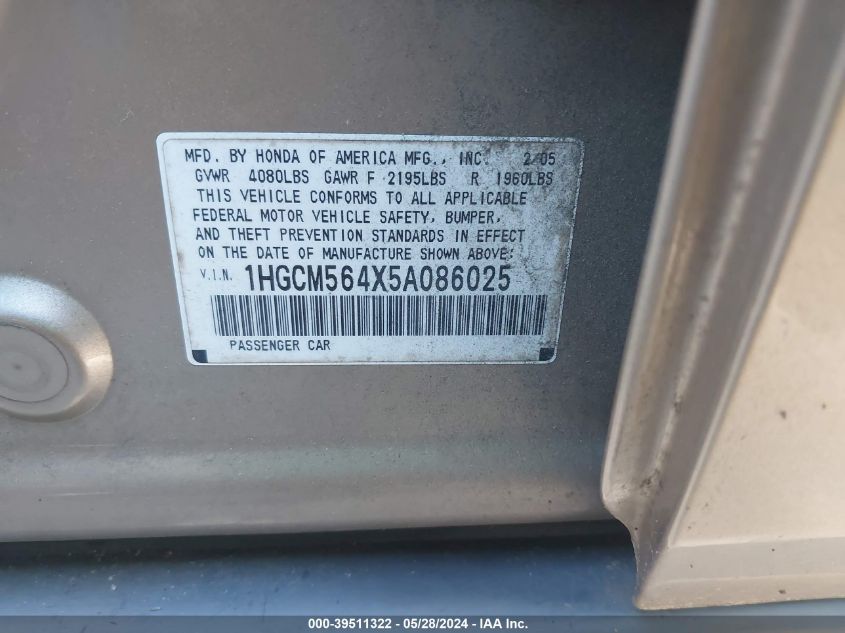 MFD. BY HONDA OF AMERICA MFG., INC. 2/05
GVWR 4080LBS GAWR F 2195LBS R 1960LBS
THIS VEHICLE CONFORMS TO ALL APPLICABLE
FEDERAL MOTOR VEHICLE SAFETY, BUMPER,
AND THEFT PREVENTION STANDARDS IN EFFECT
ON THE DATE OF MANUFACTURE SHOWN ABOVE:
V.I.N. 1HGCM564X5A086025
PASSENGER CAR
000-39511322 - 05/28/2024 - IAA Inc.